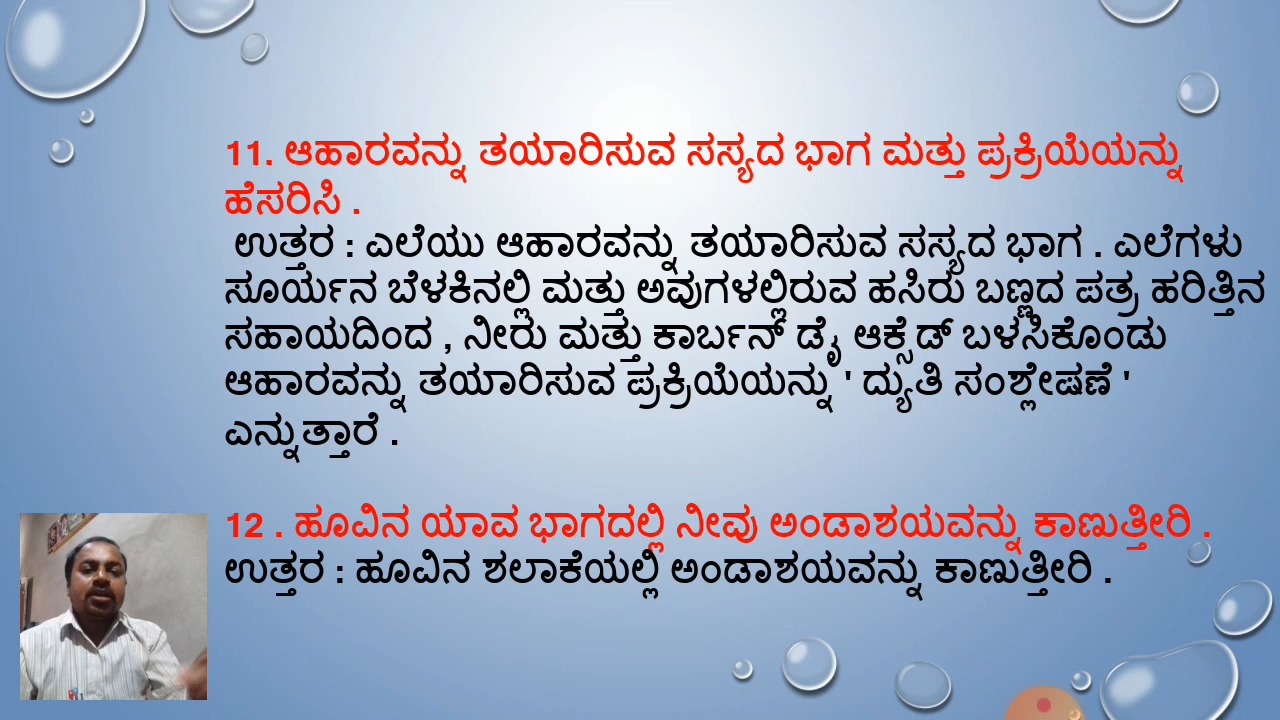 11. ಆಹಾರವನ್ನು ತಯಾರಿಸುವ ಸಸ್ಯದ ಭಾಗ ಮತ್ತು ಪ್ರಕ್ರಿಯೆಯನ್ನು
ಹೆಸರಿಸಿ .
ಉತ್ತರ : ಎಲೆಯು ಆಹಾರವನ್ನು ತಯಾರಿಸುವ ಸಸ್ಯದ ಭಾಗ . ಎಲೆಗಳು
ಸೂರ್ಯನ ಬೆಳಕಿನಲ್ಲಿ ಮತ್ತು ಅವುಗಳಲ್ಲಿರುವ ಹಸಿರು ಬಣ್ಣದ ಪತ್ರ ಹರಿತ್ತಿನ
ಸಹಾಯದಿಂದ , ನೀರು ಮತ್ತು ಕಾರ್ಬನ್ ಡೈ ಆಕ್ಸೆಡ್ ಬಳಸಿಕೊಂಡು
ಆಹಾರವನ್ನು ತಯಾರಿಸುವ ಪ್ರಕ್ರಿಯೆಯನ್ನು ' ದ್ಯುತಿ ಸಂಶ್ಲೇಷಣೆ '
ಎನ್ನುತ್ತಾರೆ .
12 . ಹೂವಿನ ಯಾವ ಭಾಗದಲ್ಲಿ ನೀವು ಅಂಡಾಶಯವನ್ನು ಕಾಣುತ್ತೀರಿ .
ಉತ್ತರ : ಹೂವಿನ ಶಲಾಕೆಯಲ್ಲಿ ಅಂಡಾಶಯವನ್ನು ಕಾಣುತ್ತೀರಿ .